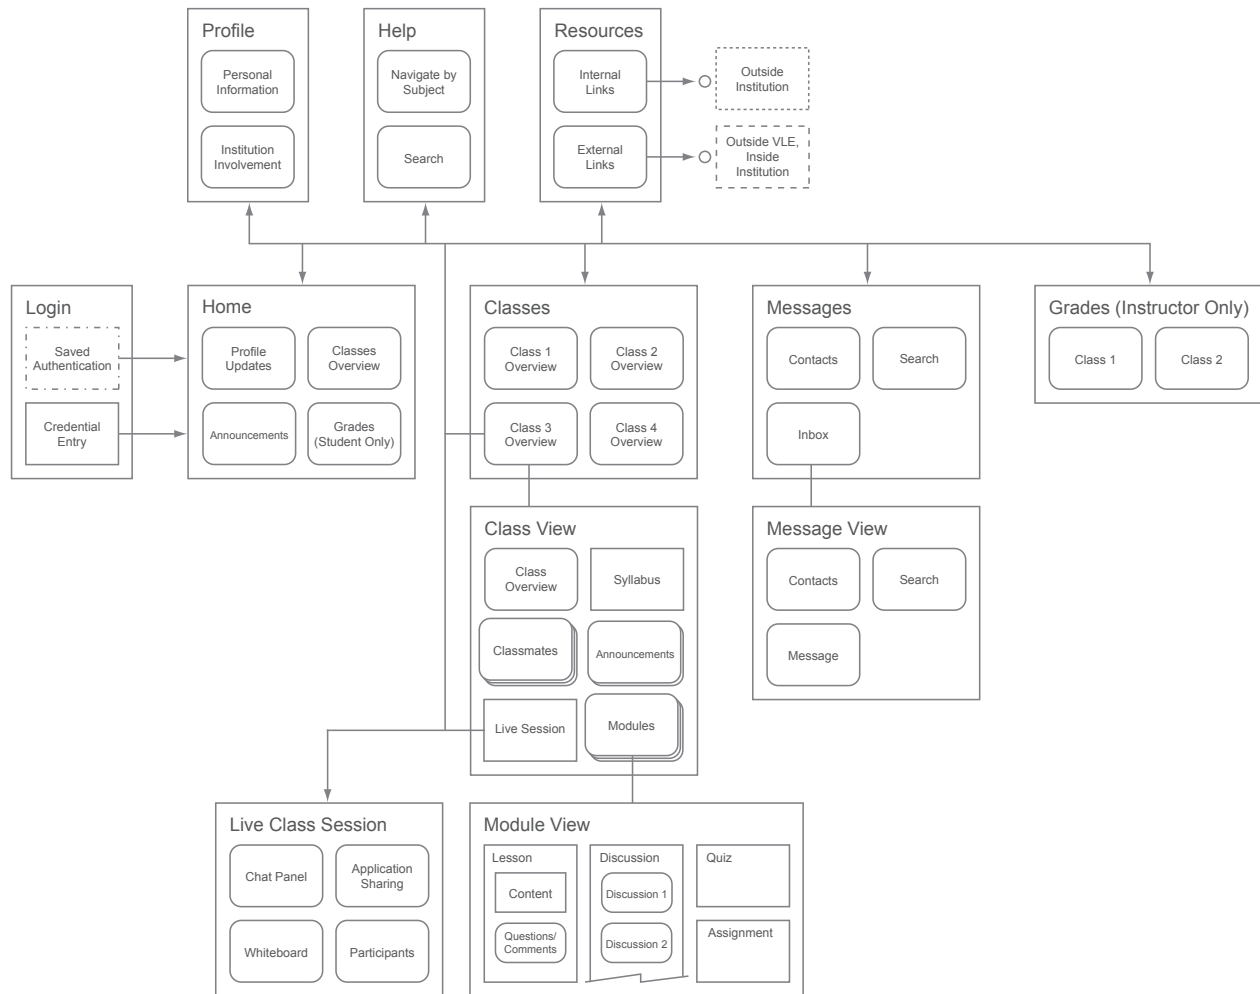 Profile
Personal
Information
Institution
Involvement
Help
Navigate by
Subject
Search
Resources
Internal
Links
External
Links
Outside
Institution
Outside VLE,
Inside
Institution
Login
Saved
Authentication
Credential
Entry
Home
Profile
Updates
Classes
Overview
Announcements
Grades
(Student Only)
Classes
Class 1
Overview
Class 2
Overview
Class 3
Overview
Class 4
Overview
Messages
Contacts
Search
Inbox
Grades (Instructor Only)
Class 1
Class 2
Class View
Class
Overview
Syllabus
Classmates
Announcements
Live Session
Modules
Message View
Contacts
Search
Message
Live Class Session
Chat Panel
Application
Sharing
Whiteboard
Participants
Module View
Lesson
Content
Questions/
Comments
Discussion
Discussion 1
Discussion 2
Quiz
Assignment